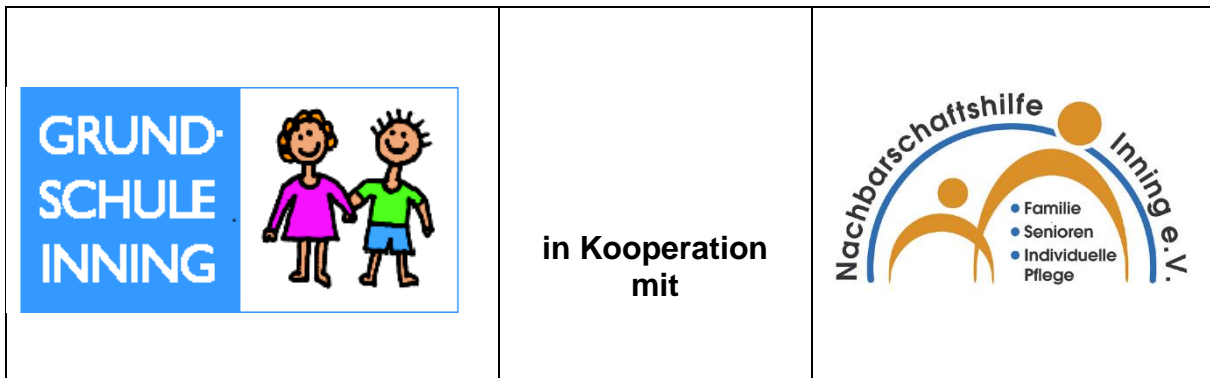 GRUND-
SCHULE
INNING
in Kooperation
mit
Nachbarschaftshilfe Inning e.V.
• Familie
• Senioren
• Individuelle
Pflege